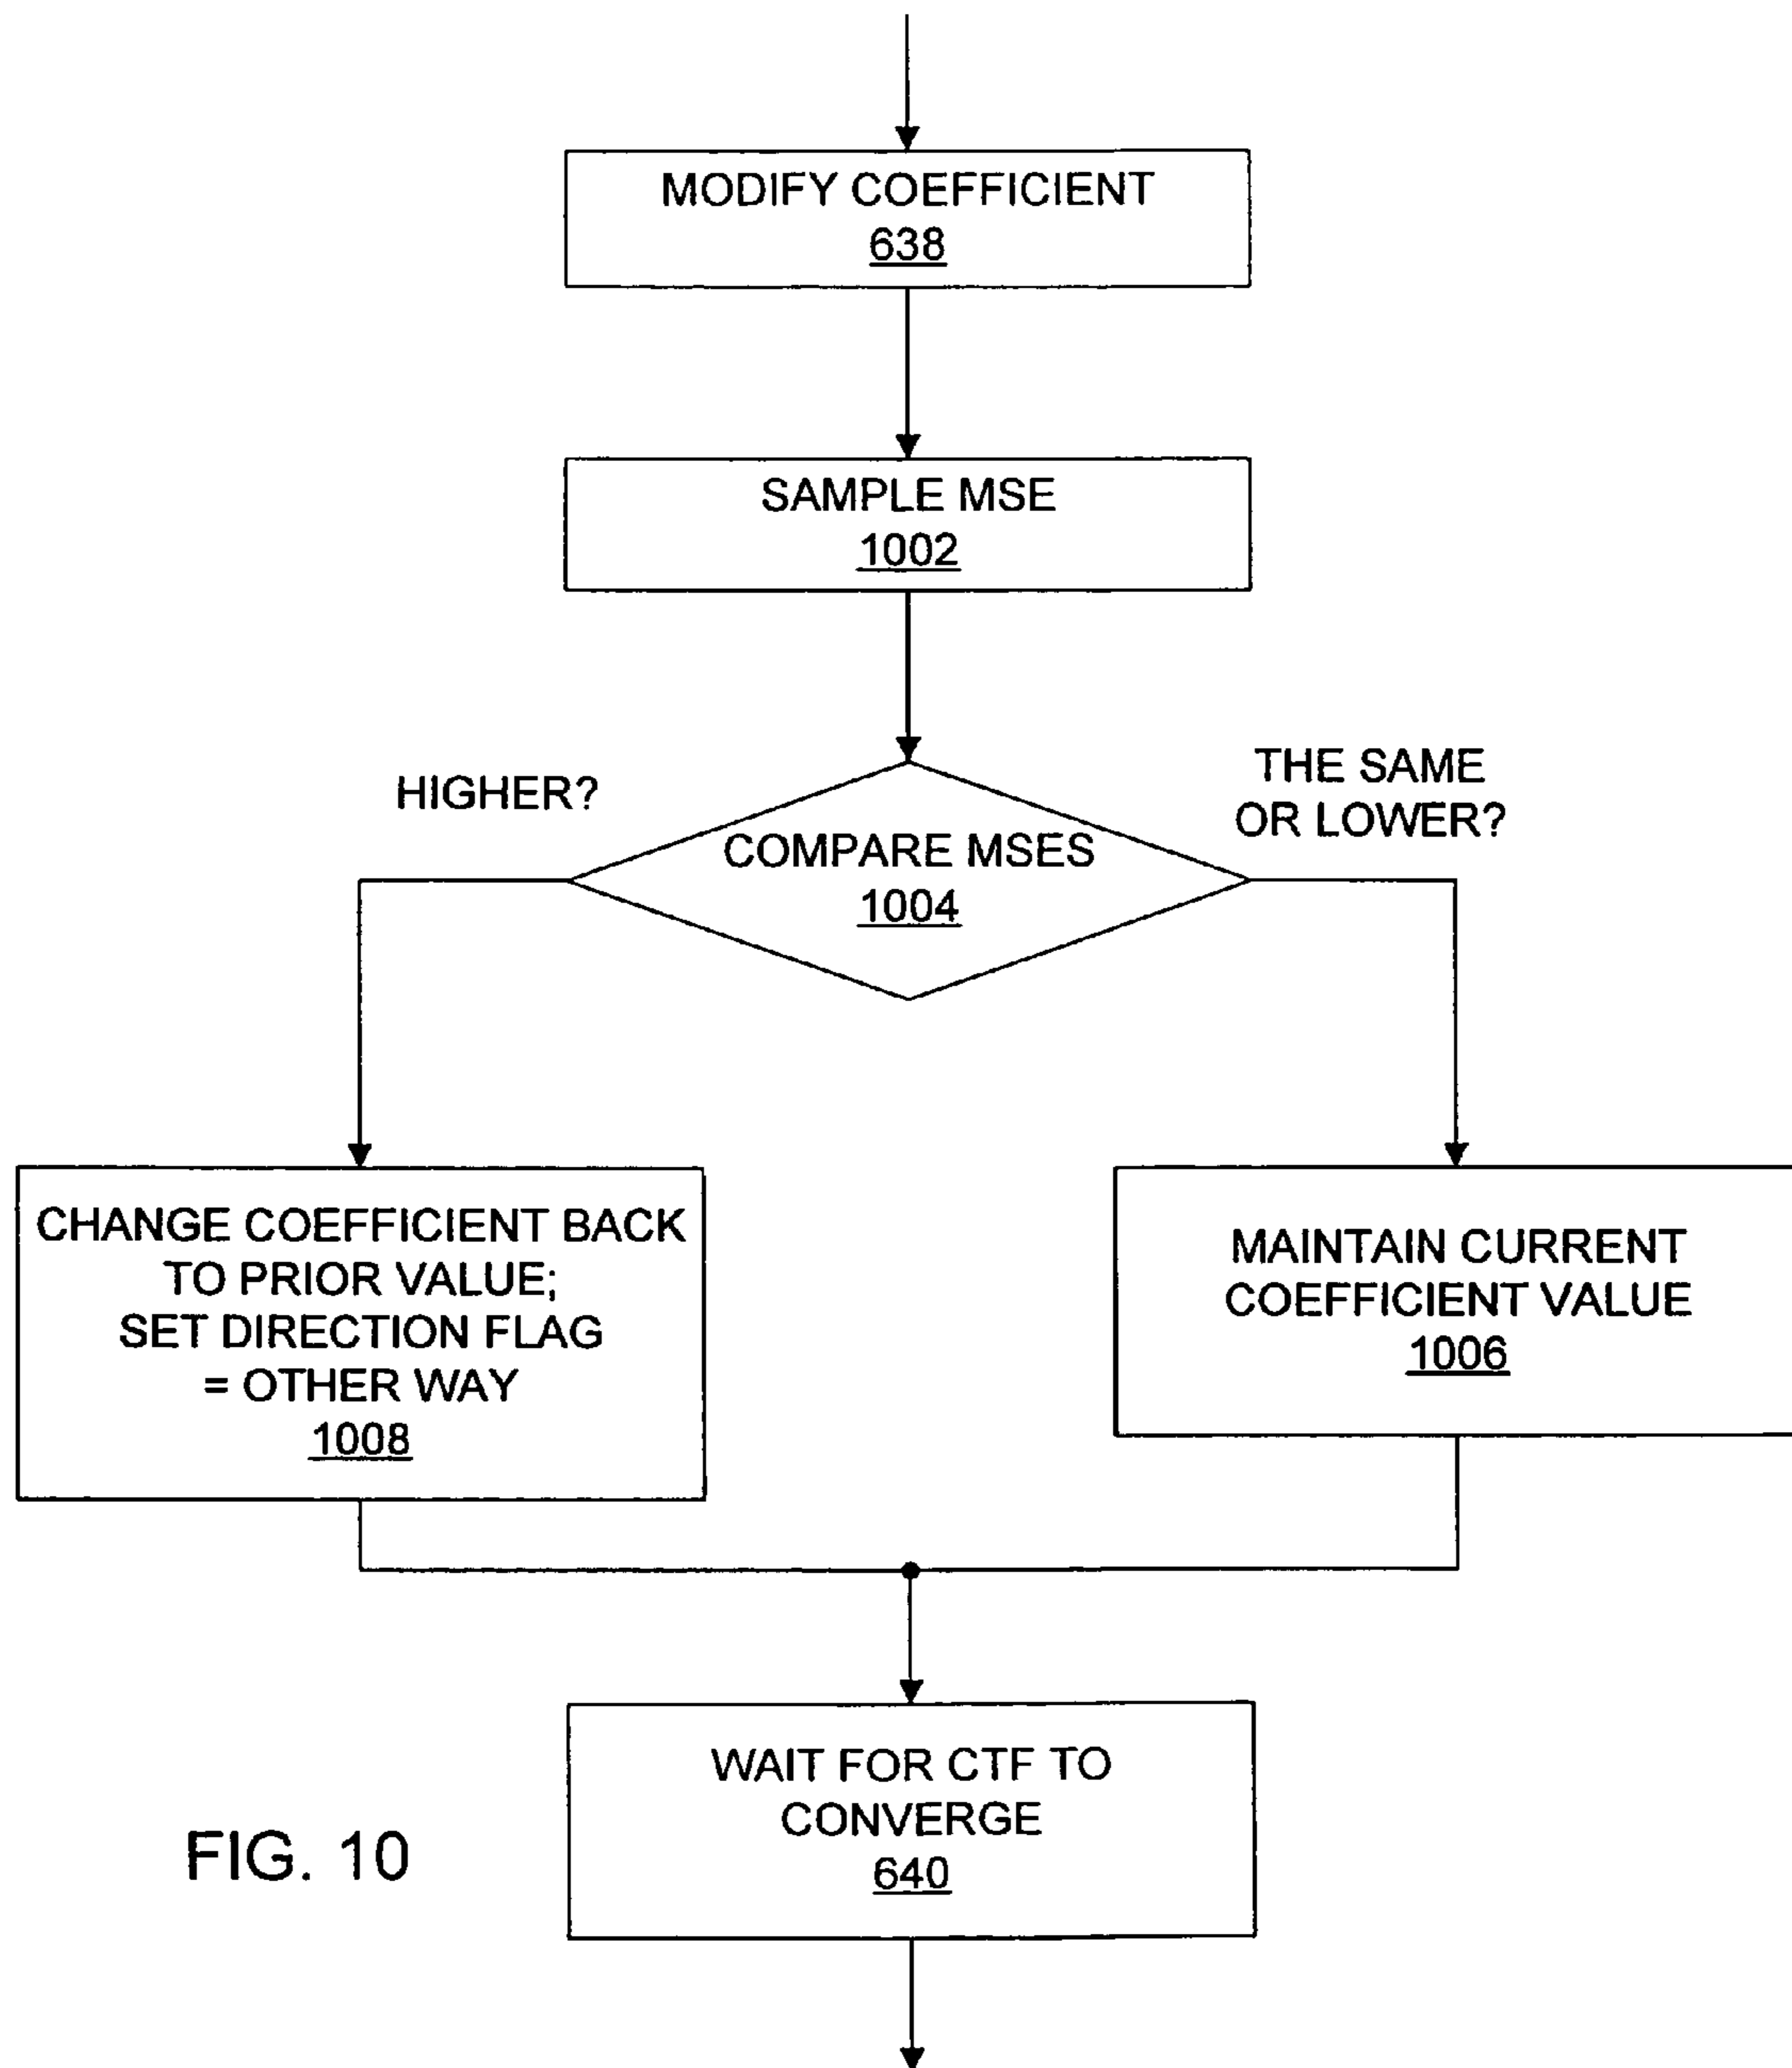 MODIFY COEFFICIENT
638
SAMPLE MSE
1002
HIGHER?
THE SAME
OR LOWER?
COMPARE MSES
1004
CHANGE COEFFICIENT BACK
TO PRIOR VALUE;
SET DIRECTION FLAG
= OTHER WAY
1008
MAINTAIN CURRENT
COEFFICIENT VALUE
1006
WAIT FOR CTF TO
CONVERGE
640
FIG. 10